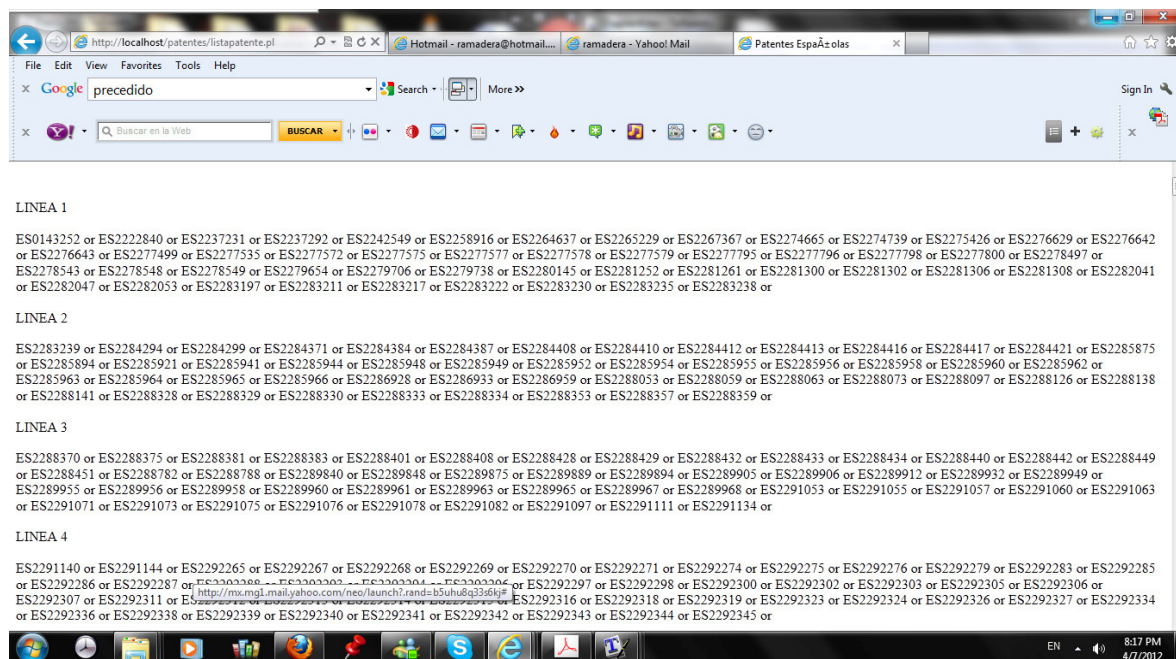 http://localhost/patentes/listapatente.pl
Hotmail - ramadera@hotmail....
ramadera - Yahoo! Mail
Patentes EspaÃ±olas
File Edit View Favorites Tools Help
Google precedido Search More >> Sign In
Buscar en la Web BUSCAR
LINEA 1
ES0143252 or ES2222840 or ES2237231 or ES2237292 or ES2242549 or ES2258916 or ES2264637 or ES2265229 or ES2267367 or ES2274665 or ES2274739 or ES2275426 or ES2276629 or ES2276642
or ES2276643 or ES2277499 or ES2277535 or ES2277572 or ES2277575 or ES2277577 or ES2277578 or ES2277579 or ES2277795 or ES2277796 or ES2277798 or ES2277800 or ES2278497 or
ES2278543 or ES2278548 or ES2278549 or ES2279654 or ES2279706 or ES2279738 or ES2280145 or ES2281252 or ES2281261 or ES2281300 or ES2281302 or ES2281306 or ES2281308 or ES2282041
or ES2282047 or ES2282053 or ES2283197 or ES2283211 or ES2283217 or ES2283222 or ES2283230 or ES2283235 or ES2283238 or
LINEA 2
ES2283239 or ES2284294 or ES2284299 or ES2284371 or ES2284384 or ES2284387 or ES2284408 or ES2284410 or ES2284412 or ES2284413 or ES2284416 or ES2284417 or ES2284421 or ES2285875
or ES2285894 or ES2285921 or ES2285941 or ES2285944 or ES2285948 or ES2285949 or ES2285952 or ES2285954 or ES2285955 or ES2285956 or ES2285958 or ES2285960 or ES2285962 or
ES2285963 or ES2285964 or ES2285965 or ES2285966 or ES2286928 or ES2286933 or ES2286959 or ES2288053 or ES2288059 or ES2288063 or ES2288073 or ES2288097 or ES2288126 or ES2288138
or ES2288141 or ES2288328 or ES2288329 or ES2288330 or ES2288333 or ES2288334 or ES2288353 or ES2288357 or ES2288359 or
LINEA 3
ES2288370 or ES2288375 or ES2288381 or ES2288383 or ES2288401 or ES2288408 or ES2288428 or ES2288429 or ES2288432 or ES2288433 or ES2288434 or ES2288440 or ES2288442 or ES2288449
or ES2288451 or ES2288782 or ES2288788 or ES2289840 or ES2289848 or ES2289875 or ES2289889 or ES2289894 or ES2289905 or ES2289906 or ES2289912 or ES2289932 or ES2289949 or
ES2289955 or ES2289956 or ES2289958 or ES2289960 or ES2289961 or ES2289963 or ES2289965 or ES2289967 or ES2289968 or ES2291053 or ES2291055 or ES2291057 or ES2291060 or ES2291063
or ES2291071 or ES2291073 or ES2291075 or ES2291076 or ES2291078 or ES2291082 or ES2291097 or ES2291111 or ES2291134 or
LINEA 4
ES2291140 or ES2291144 or ES2292265 or ES2292267 or ES2292268 or ES2292269 or ES2292270 or ES2292271 or ES2292274 or ES2292275 or ES2292276 or ES2292279 or ES2292283 or ES2292285
or ES2292286 or ES2292287 or or ES2292297 or ES2292298 or ES2292300 or ES2292302 or ES2292303 or ES2292305 or ES2292306 or
http://mx.mg1.mail.yahoo.com/neo/launch?.rand=b5uhu8q33s6kj#
ES2292307 or ES2292311 or or ES2292316 or ES2292318 or ES2292319 or ES2292323 or ES2292324 or ES2292326 or ES2292327 or ES2292334
or ES2292336 or ES2292338 or ES2292339 or ES2292340 or ES2292341 or ES2292342 or ES2292343 or ES2292344 or ES2292345 or
EN 8:17 PM
4/7/2012